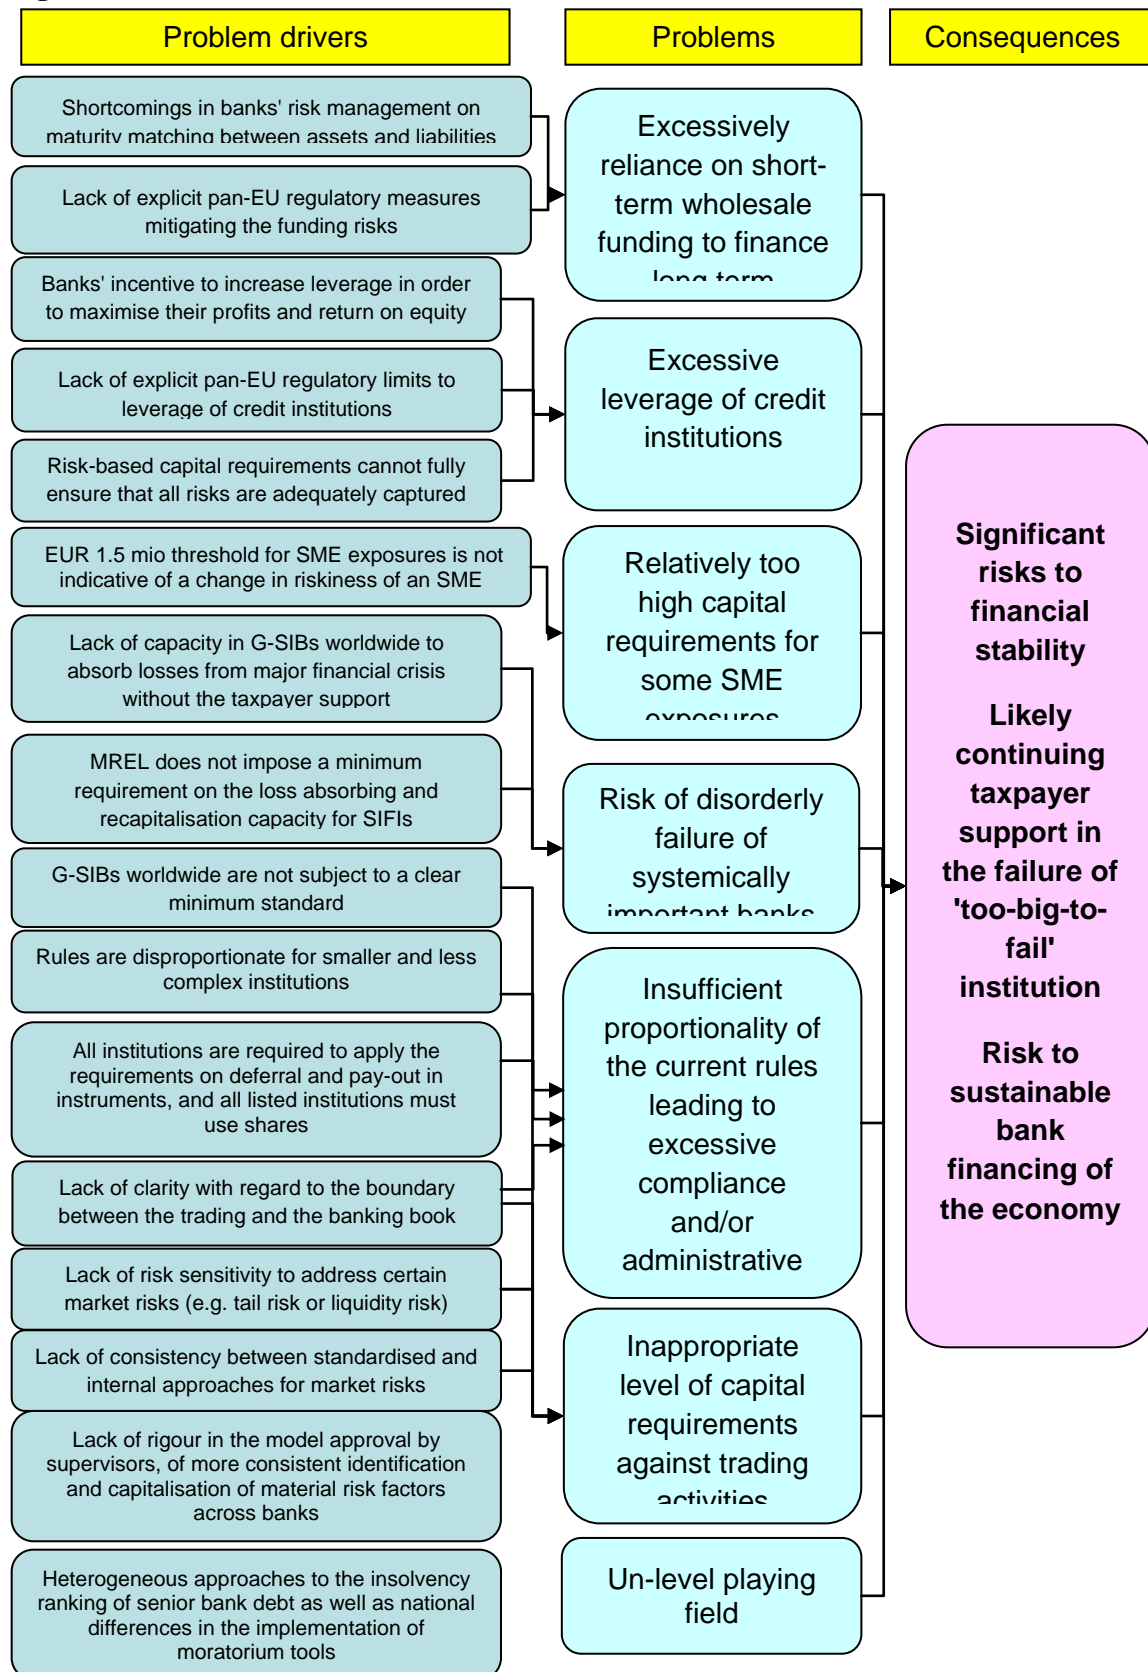 Problem drivers
Problems
Consequences
Shortcomings in banks' risk management on
maturity matching between assets and liabilities
Lack of explicit pan-EU regulatory measures
mitigating the funding risks
Banks' incentive to increase leverage in order
to maximise their profits and return on equity
Lack of explicit pan-EU regulatory limits to
leverage of credit institutions
Risk-based capital requirements cannot fully
ensure that all risks are adequately captured
EUR 1.5 mio threshold for SME exposures is not
indicative of a change in riskiness of an SME
Lack of capacity in G-SIBs worldwide to
absorb losses from major financial crisis
without the taxpayer support
MREL does not impose a minimum
requirement on the loss absorbing and
recapitalisation capacity for SIFIs
G-SIBs worldwide are not subject to a clear
minimum standard
Rules are disproportionate for smaller and less
complex institutions
All institutions are required to apply the
requirements on deferral and pay-out in
instruments, and all listed institutions must
use shares
Lack of clarity with regard to the boundary
between the trading and the banking book
Lack of risk sensitivity to address certain
market risks (e.g. tail risk or liquidity risk)
Lack of consistency between standardised and
internal approaches for market risks
Lack of rigour in the model approval by
supervisors, of more consistent identification
and capitalisation of material risk factors
across banks
Heterogeneous approaches to the insolvency
ranking of senior bank debt as well as national
differences in the implementation of
moratorium tools
Excessively
reliance on short-
term wholesale
funding to finance
long term
Excessive
leverage of credit
institutions
Relatively too
high capital
requirements for
some SME
exposures
Risk of disorderly
failure of
systemically
important banks
Insufficient
proportionality of
the current rules
leading to
excessive
compliance
and/or
administrative
Inappropriate
level of capital
requirements
against trading
activities
Un-level playing
field
Significant
risks to
financial
stability
Likely
continuing
taxpayer
support in
the failure of
'too-big-to-
fail'
institution
Risk to
sustainable
bank
financing of
the economy